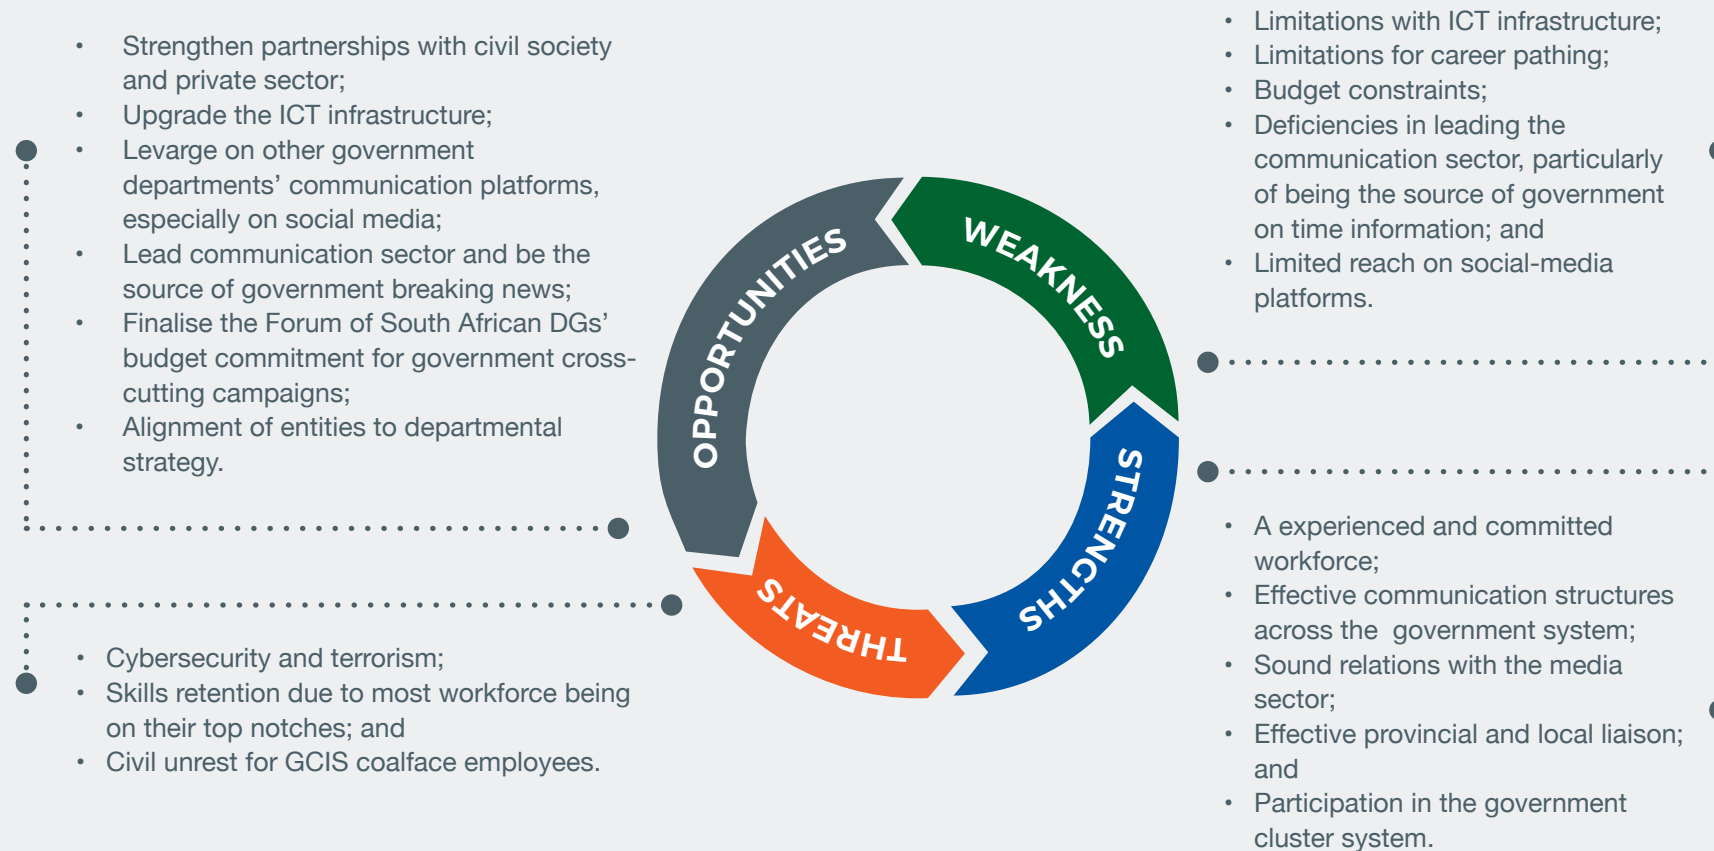 • Strengthen partnerships with civil society
and private sector;
• Upgrade the ICT infrastructure;
• Levarge on other government
departments’ communication platforms,
especially on social media;
• Lead communication sector and be the
source of government breaking news;
• Finalise the Forum of South African DGs’
budget commitment for government cross-
cutting campaigns;
• Alignment of entities to departmental
strategy.
• Cybersecurity and terrorism;
• Skills retention due to most workforce being
on their top notches; and
• Civil unrest for GCIS coalface employees.
OPPORTUNITIES
WEAKNESS
STRENGTHS
THREATS
• Limitations with ICT infrastructure;
• Limitations for career pathing;
• Budget constraints;
• Deficiencies in leading the
communication sector, particularly
of being the source of government
on time information; and
• Limited reach on social-media
platforms.
• A experienced and committed
workforce;
• Effective communication structures
across the  government system;
• Sound relations with the media
sector;
• Effective provincial and local liaison;
and
• Participation in the government
cluster system.